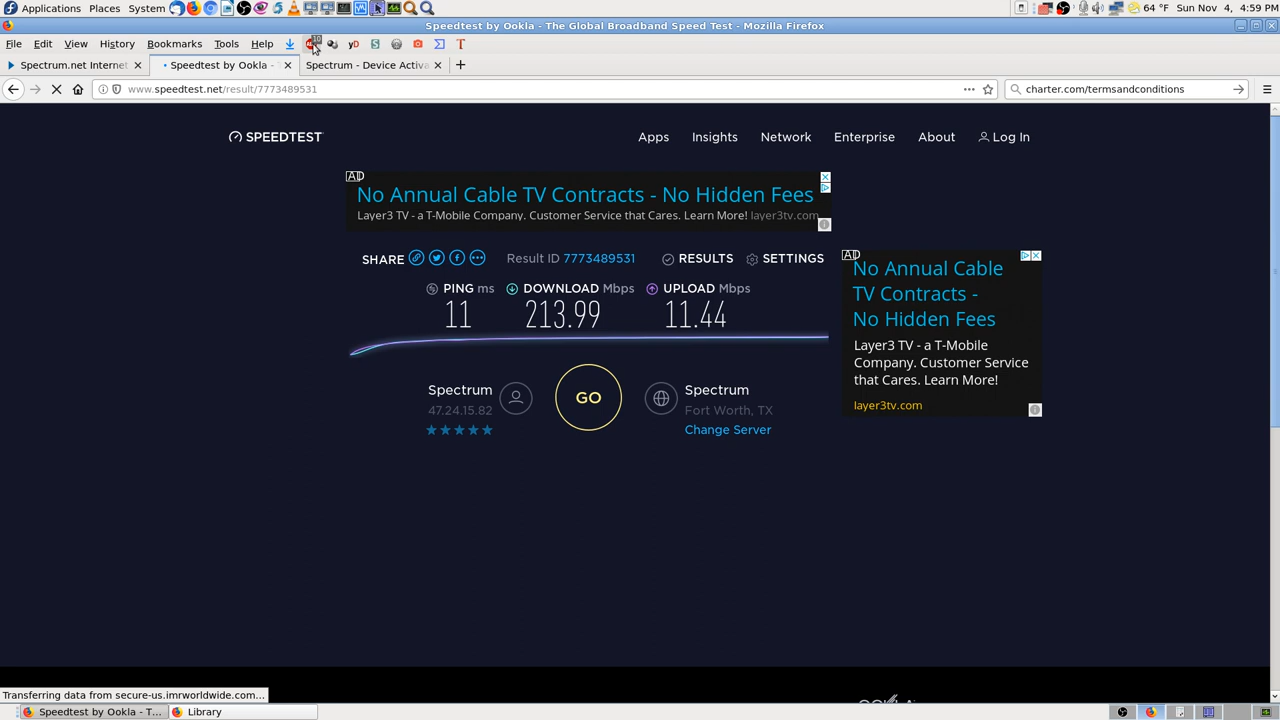 Applications Places System 64 °F Sun Nov 4, 4:59 PM
Speedtest by Ookla - The Global Broadband Speed Test - Mozilla Firefox
File Edit View History Bookmarks Tools Help
Spectrum.net Internet Speedtest by Ookla - Spectrum - Device Activa
www.speedtest.net/result/7773489531 charter.com/termsandconditions
SPEEDTEST Apps Insights Network Enterprise About Log In
AD
No Annual Cable TV Contracts - No Hidden Fees
Layer3 TV - a T-Mobile Company. Customer Service that Cares. Learn More! layer3tv.com
SHARE Result ID 7773489531 RESULTS SETTINGS
PING ms DOWNLOAD Mbps UPLOAD Mbps
11 213.99 11.44
Spectrum
47.24.15.82
GO
Spectrum
Fort Worth, TX
Change Server
AD
No Annual Cable
TV Contracts -
No Hidden Fees
Layer3 TV - a T-Mobile
Company. Customer Service
that Cares. Learn More!
layer3tv.com
Transferring data from secure-us.imrworldwide.com...
Speedtest by Ookla - T... Library